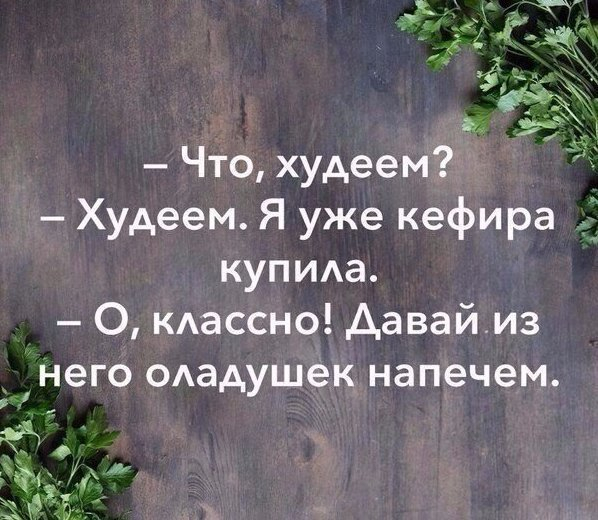 – Что, худеем?
– Худеем. Я уже кефира
купила.
– О, классно! Давай из
него оладушек напечем.